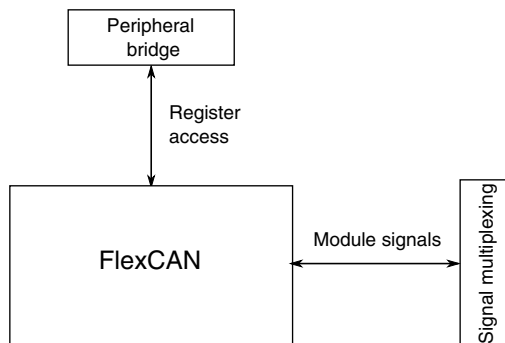 Peripheral
bridge
Register
access
FlexCAN
Module signals
Signal multiplexing